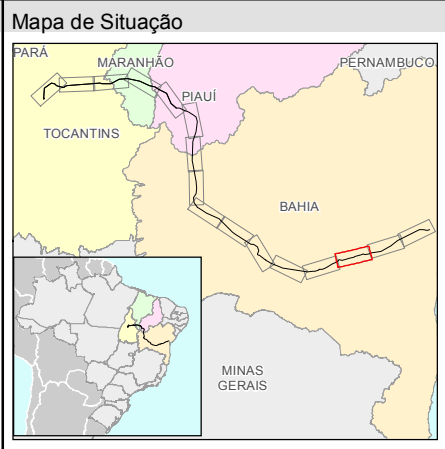 Mapa de Situação
PARÁ
MARANHÃO
PERNAMBUCO
PIAUÍ
TOCANTINS
BAHIA
MINAS
GERAIS